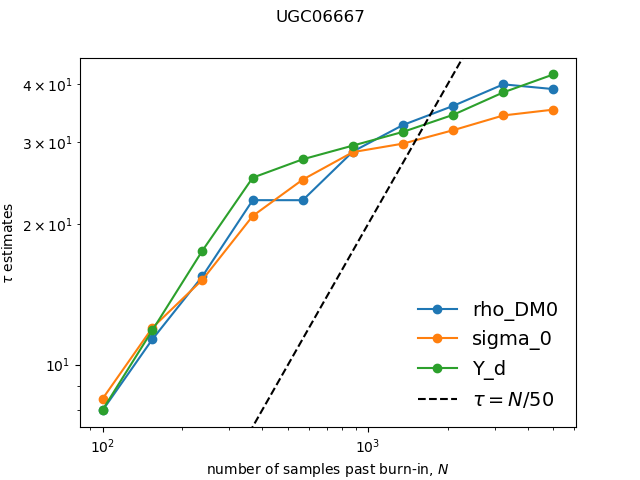 UGC06667
4 × 10¹
3 × 10¹
2 × 10¹
10¹
τ estimates
rho_DM0
sigma_0
Y_d
τ = N/50
10²
10³
number of samples past burn-in, N